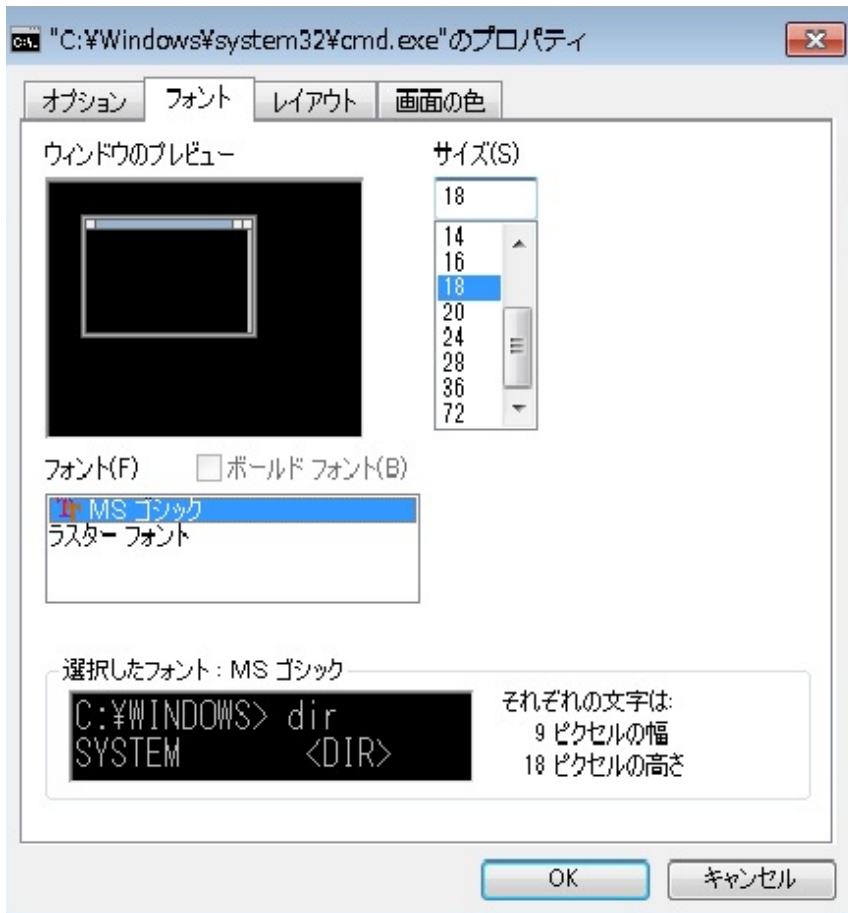 "C:¥Windows¥system32¥cmd.exe"のプロパティ
オプション フォント レイアウト 画面の色
ウィンドウのプレビュー サイズ(S)
18
14
16
18
20
24
28
36
72
フォント(F) ボールド フォント(B)
MS ゴシック
ラスター フォント
選択したフォント : MS ゴシック
C:¥WINDOWS> dir
SYSTEM <DIR>
それぞれの文字は:
9 ピクセルの幅
18 ピクセルの高さ
OK キャンセル